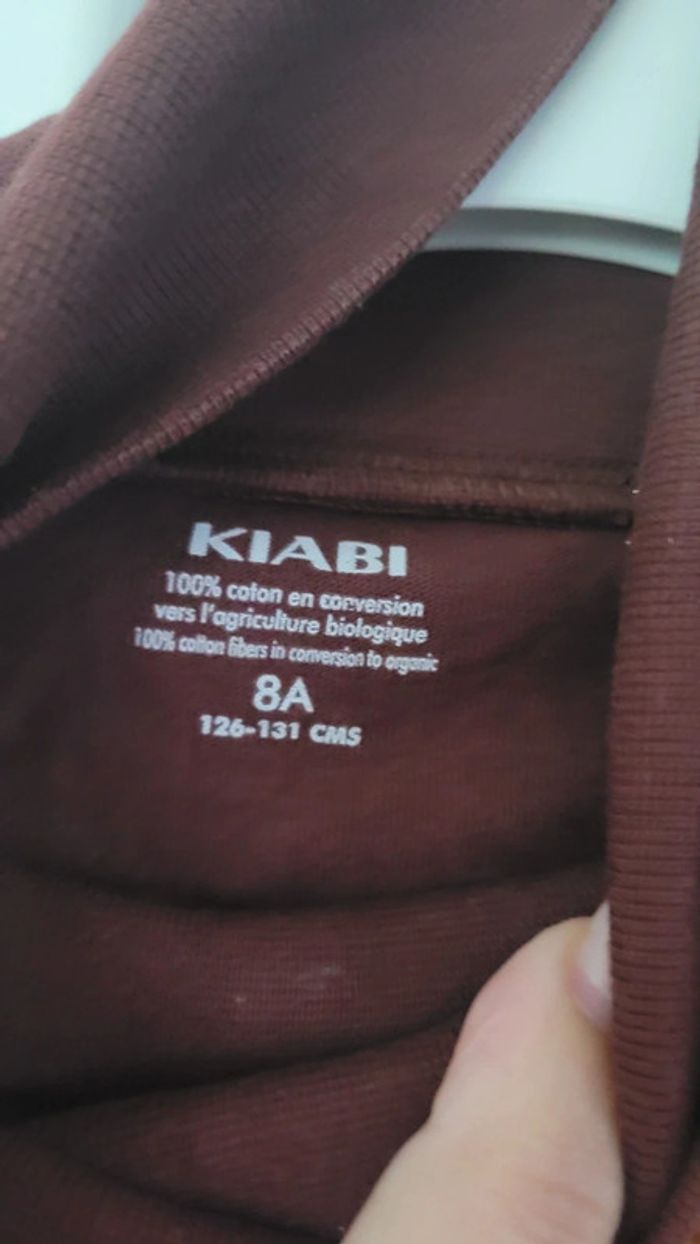 KIABI
100% coton en conversion
vers l'agriculture biologique
100% cotton fibers in conversion to organic
8A
126-131 CMS